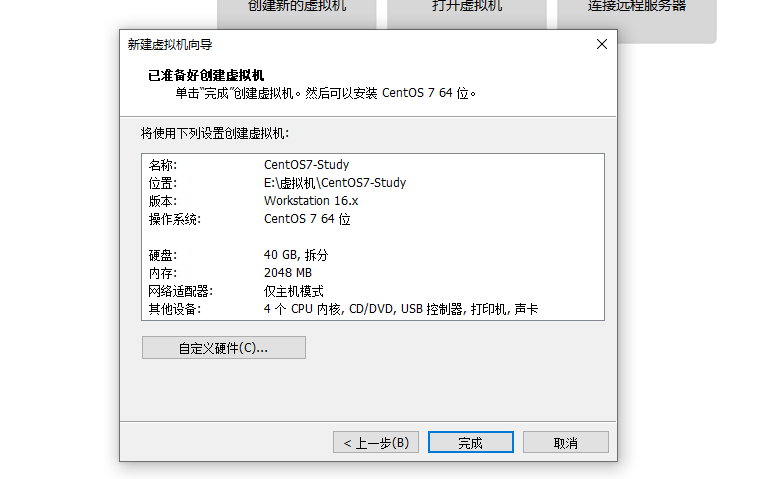 创建新的虚拟机 打开虚拟机 连接远程服务器
新建虚拟机向导
已准备好创建虚拟机
单击“完成”创建虚拟机。然后可以安装 CentOS 7 64 位。
将使用下列设置创建虚拟机:
名称: CentOS7-Study
位置: E:\虚拟机\CentOS7-Study
版本: Workstation 16.x
操作系统: CentOS 7 64 位
硬盘: 40 GB, 拆分
内存: 2048 MB
网络适配器: 仅主机模式
其他设备: 4 个 CPU 内核, CD/DVD, USB 控制器, 打印机, 声卡
自定义硬件(C)...
< 上一步(B) 完成 取消